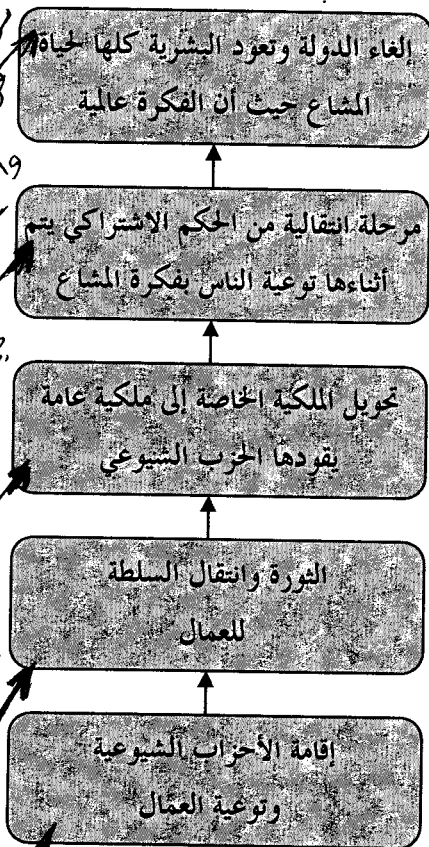 إلغاء الدولة وتعود البشرية كلها لحياة
المشاع حيث أن الفكرة عالمية
مرحلة انتقالية من الحكم الاشتراكي يتم
أثناءها توعية الناس بفكرة المشاع
تحويل الملكية الخاصة إلى ملكية عامة
يقودها الحزب الشيوعي
الثورة وانتقال السلطة
للعمال
إقامة الأحزاب الشيوعية
وتوعية العمال